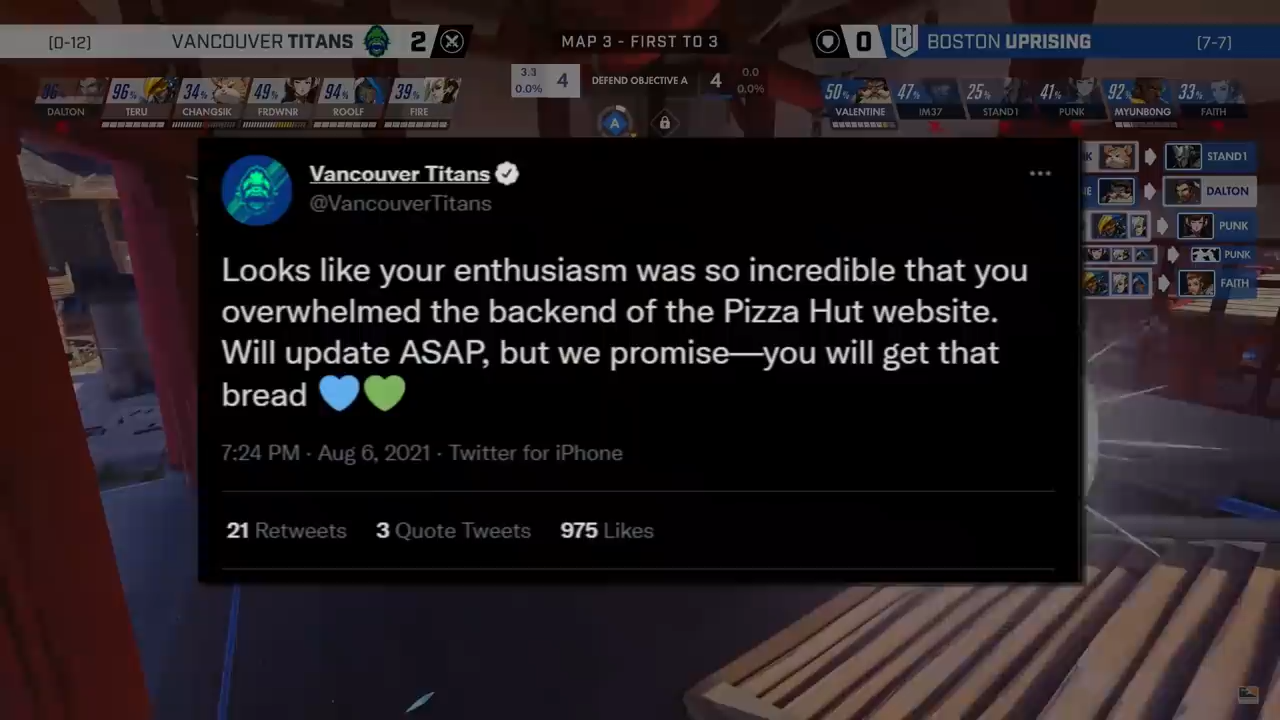 [0-12] VANCOUVER TITANS 2 MAP 3 - FIRST TO 3 0 BOSTON UPRISING [7-7]
3.3 0.0% 4 DEFEND OBJECTIVE A 4 0.0 0.0%
96% 34% 49% 94% 39% 50% 47% 25% 41% 92% 33%
DALTON TERU CHANGSIK FRDWNR ROOLF FIRE VALENTINE IM37 STAND1 PUNK MYUNB0NG FAITH
A
STAND1
DALTON
PUNK
PUNK
FAITH
Vancouver Titans
@VancouverTitans
Looks like your enthusiasm was so incredible that you
overwhelmed the backend of the Pizza Hut website.
Will update ASAP, but we promise—you will get that
bread 💙💚
7:24 PM · Aug 6, 2021 · Twitter for iPhone
21 Retweets 3 Quote Tweets 975 Likes